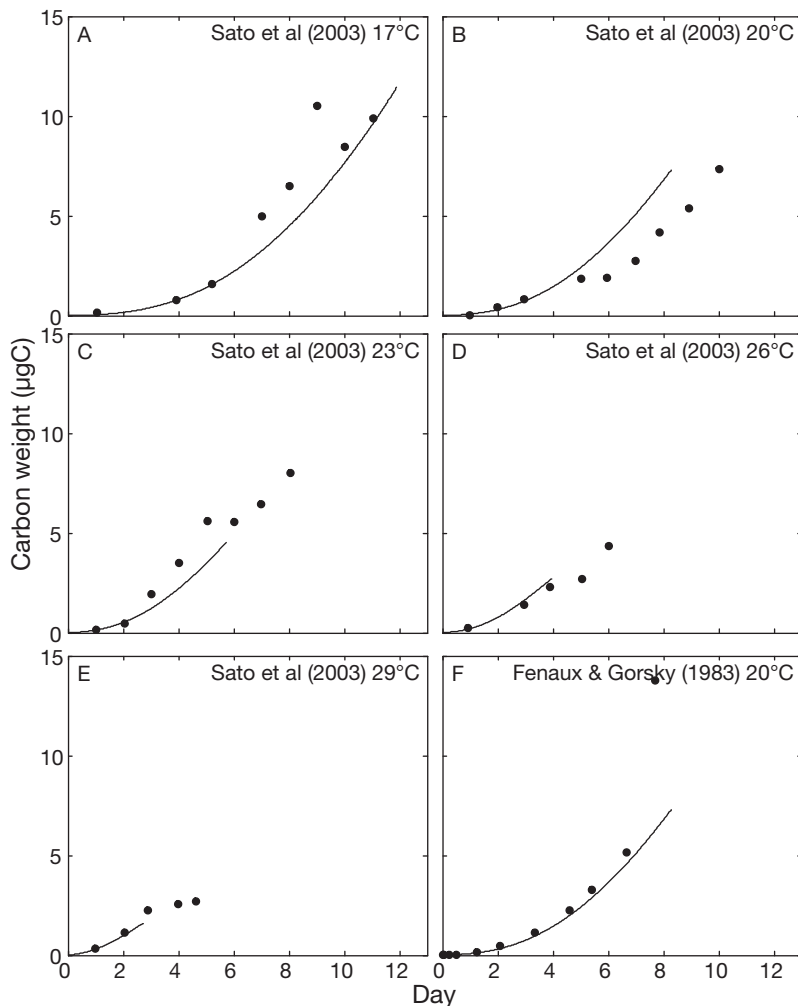 A Sato et al (2003) 17°C
B Sato et al (2003) 20°C
15
10
5
0
C Sato et al (2003) 23°C
D Sato et al (2003) 26°C
15
10
5
0
Carbon weight (µgC)
E Sato et al (2003) 29°C
F Fenaux & Gorsky (1983) 20°C
15
10
5
0
0 2 4 6 8 10 12
0 2 4 6 8 10 12
Day